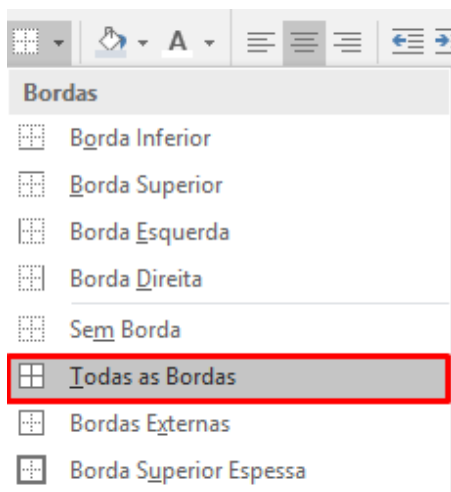 A
Bordas
Borda Inferior
Borda Superior
Borda Esquerda
Borda Direita
Sem Borda
Todas as Bordas
Bordas Externas
Borda Superior Espessa